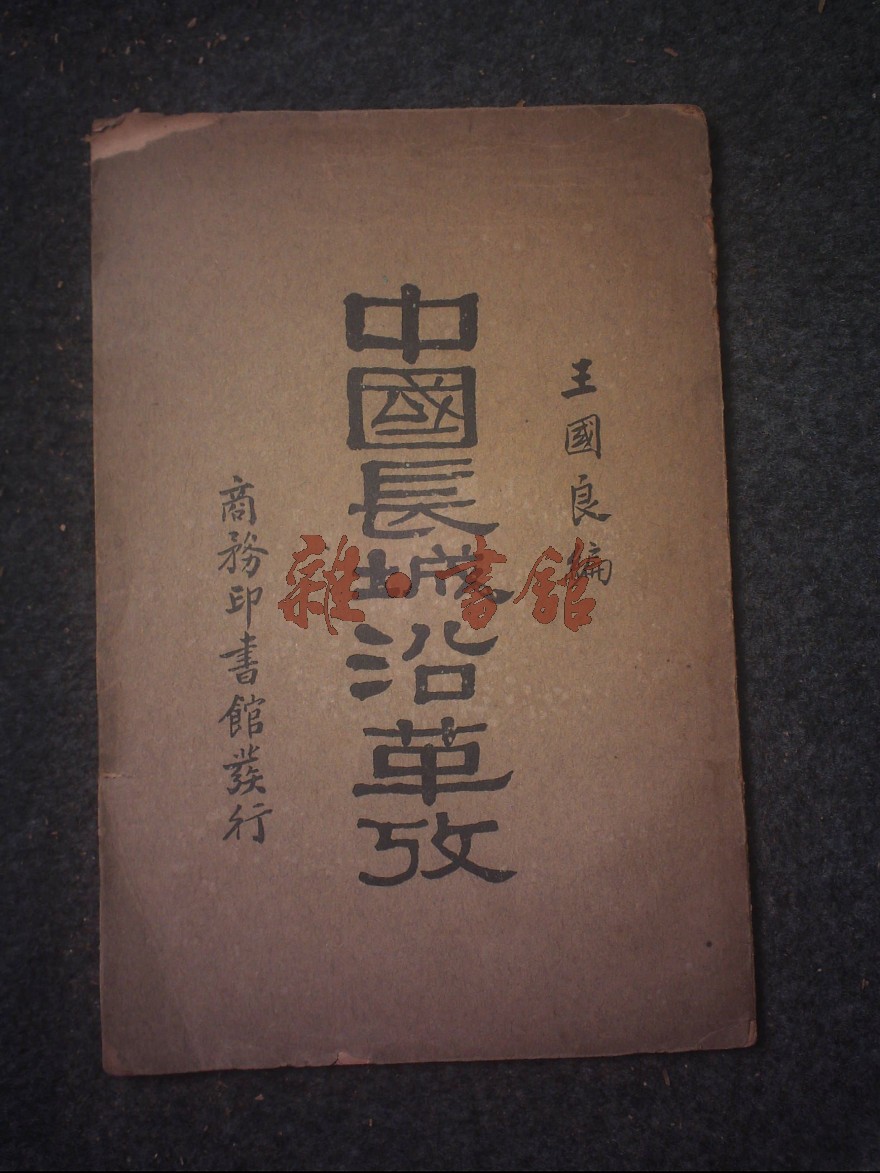 王國良編
中國長城沿革攷
商務印書館發行
雜·書館